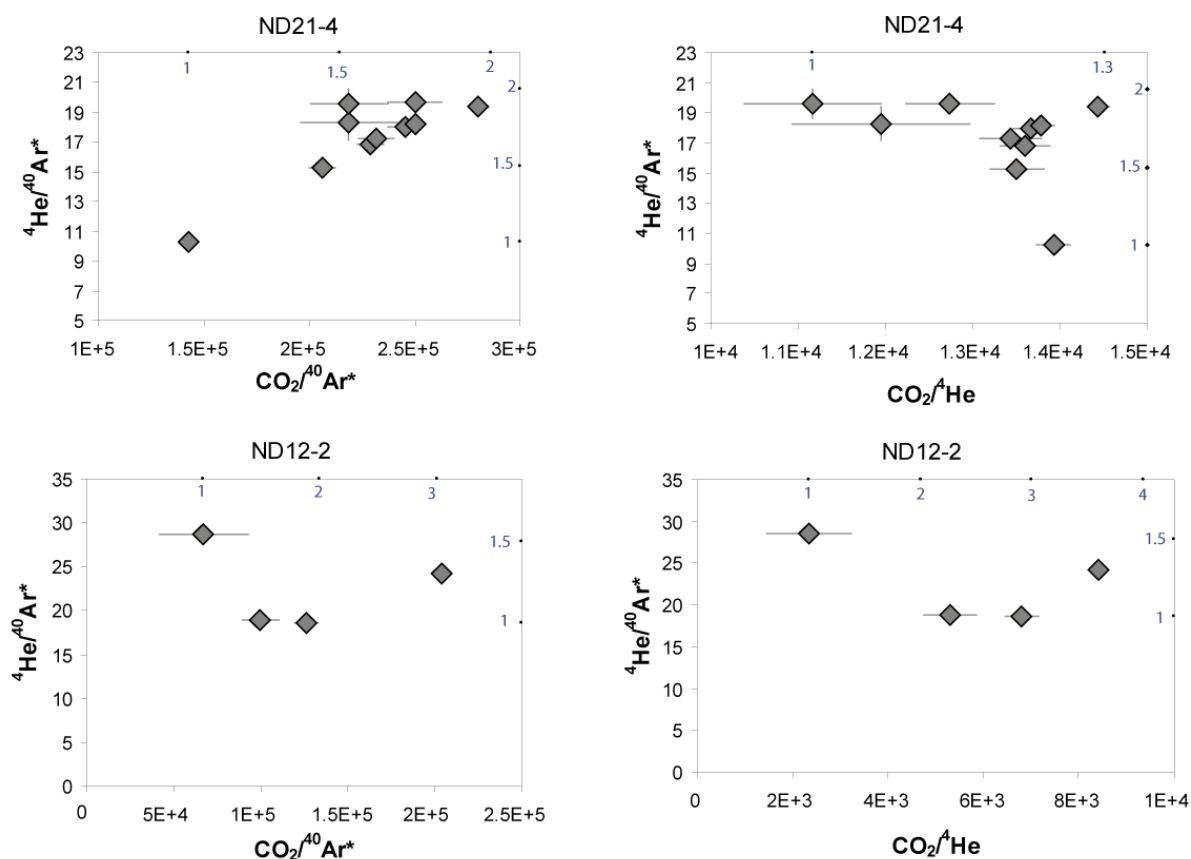 ND21-4
23
21
19
17
15
13
11
9
7
5
1
1.5
2
2
1.5
1
1E+5
1.5E+5
2E+5
2.5E+5
3E+5
⁴He/⁴⁰Ar*
CO₂/⁴⁰Ar*
ND21-4
23
21
19
17
15
13
11
9
7
5
1
1.3
2
1.5
1
1E+4
1.1E+4
1.2E+4
1.3E+4
1.4E+4
1.5E+4
⁴He/⁴⁰Ar*
CO₂/⁴He
ND12-2
35
30
25
20
15
10
5
0
1
2
3
1.5
1
0
5E+4
1E+5
1.5E+5
2E+5
2.5E+5
⁴He/⁴⁰Ar*
CO₂/⁴⁰Ar*
ND12-2
35
30
25
20
15
10
5
0
1
2
3
4
1.5
1
0
2E+3
4E+3
6E+3
8E+3
1E+4
⁴He/⁴⁰Ar*
CO₂/⁴He